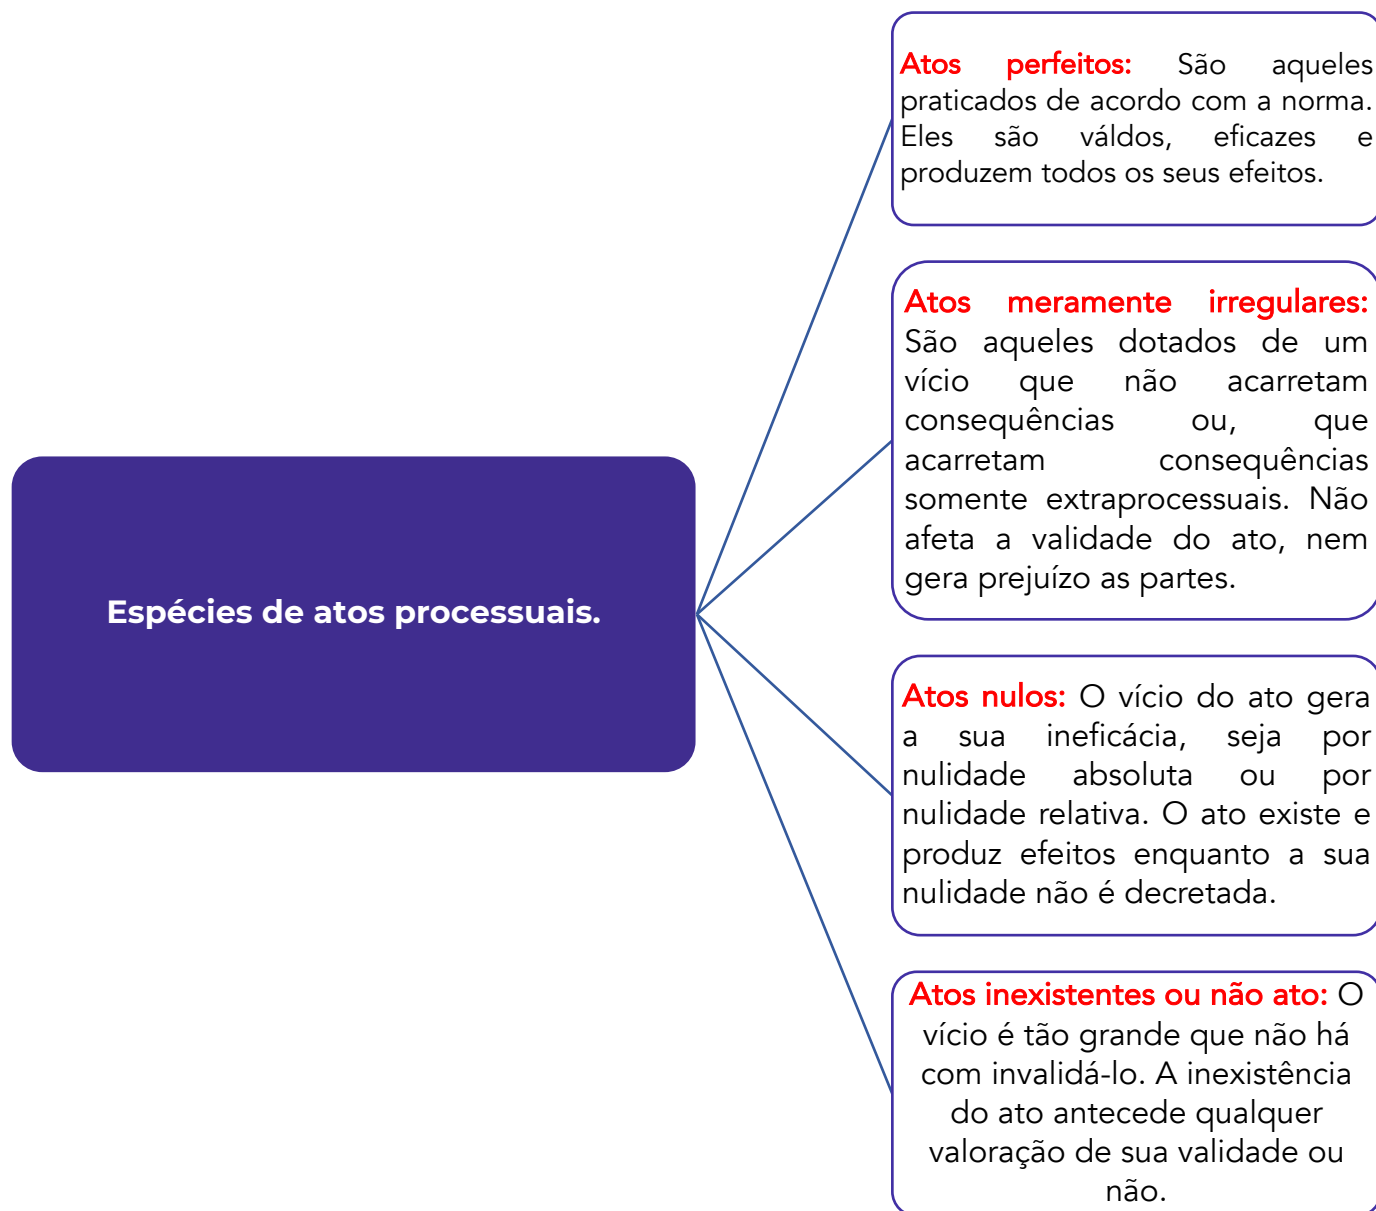 Atos perfeitos: São aqueles
praticados de acordo com a norma.
Eles são váldos, eficazes e
produzem todos os seus efeitos.
Atos meramente irregulares:
São aqueles dotados de um
vício que não acarretam
consequências ou, que
acarretam consequências
somente extraprocessuais. Não
afeta a validade do ato, nem
gera prejuízo as partes.
Espécies de atos processuais.
Atos nulos: O vício do ato gera
a sua ineficácia, seja por
nulidade absoluta ou por
nulidade relativa. O ato existe e
produz efeitos enquanto a sua
nulidade não é decretada.
Atos inexistentes ou não ato: O
vício é tão grande que não há
com invalidá-lo. A inexistência
do ato antecede qualquer
valoração de sua validade ou
não.